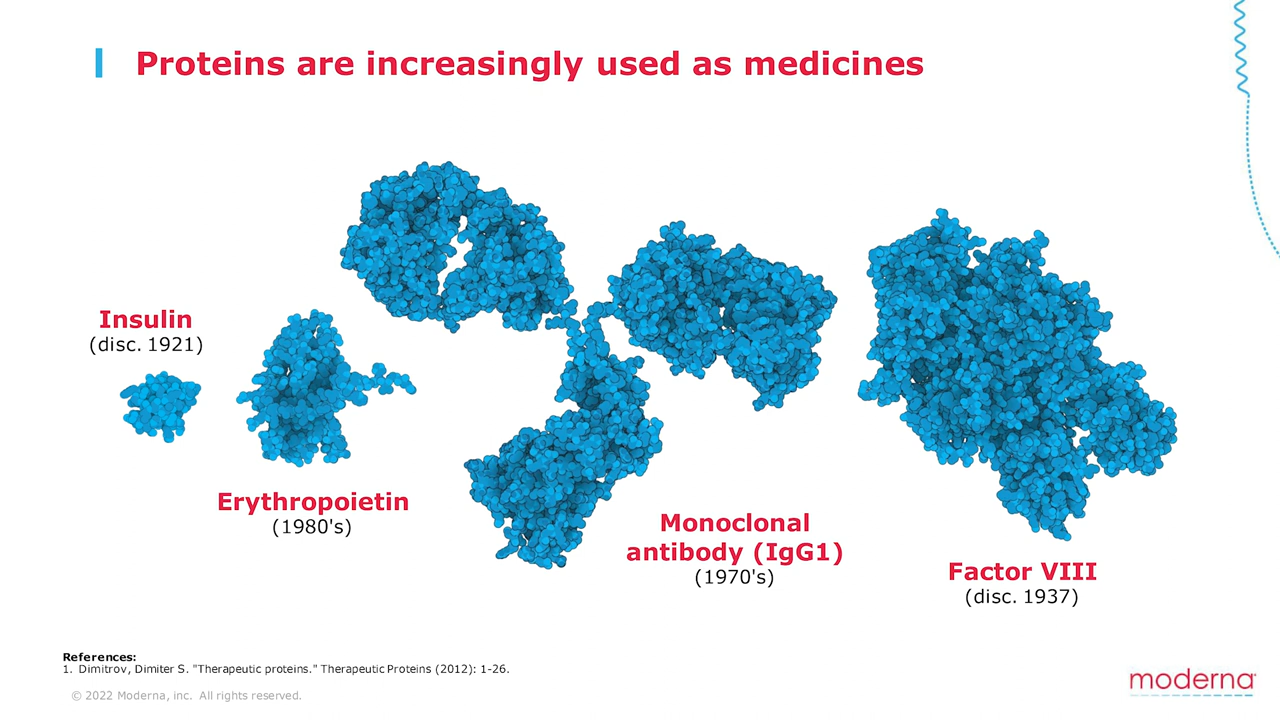 Proteins are increasingly used as medicines
Insulin
(disc. 1921)
Erythropoietin
(1980's)
Monoclonal
antibody (IgG1)
(1970's)
Factor VIII
(disc. 1937)
References:
1. Dimitrov, Dimiter S. "Therapeutic proteins." Therapeutic Proteins (2012): 1-26.
© 2022 Moderna, inc. All rights reserved.
moderna